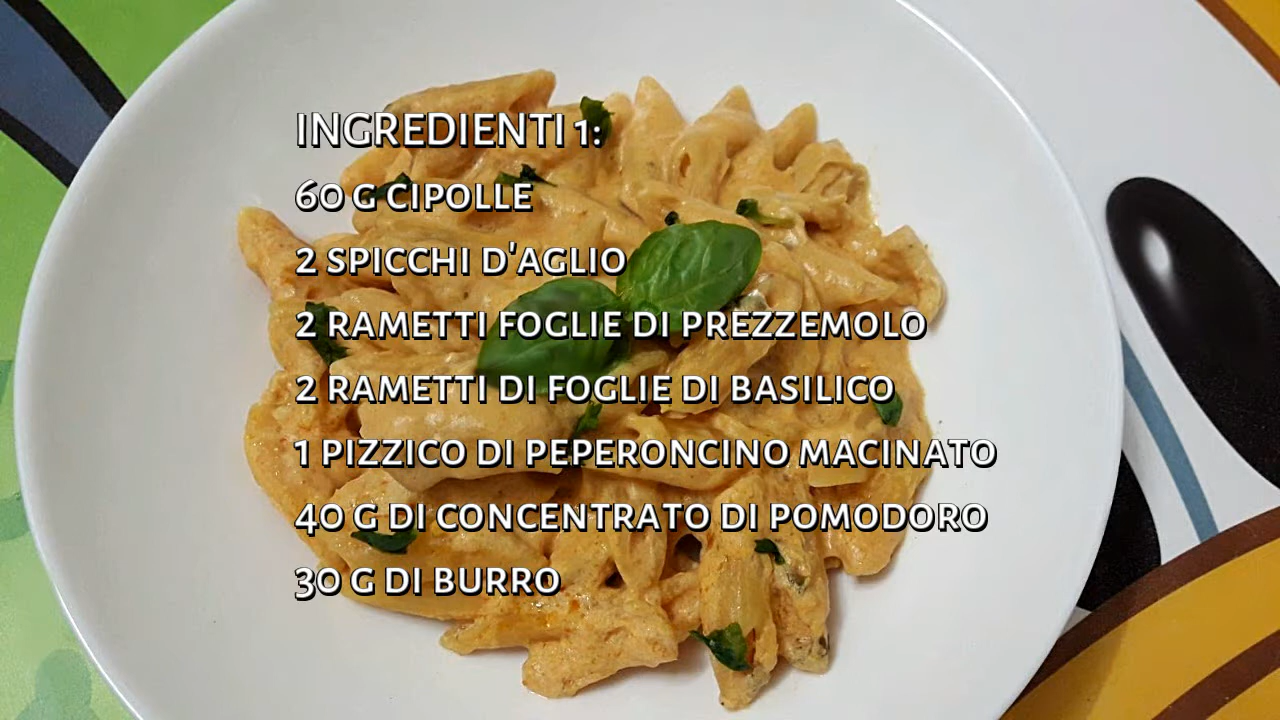 INGREDIENTI 1:
60 G CIPOLLE
2 SPICCHI D'AGLIO
2 RAMETTI FOGLIE DI PREZZEMOLO
2 RAMETTI DI FOGLIE DI BASILICO
1 PIZZICO DI PEPERONCINO MACINATO
40 G DI CONCENTRATO DI POMODORO
30 G DI BURRO